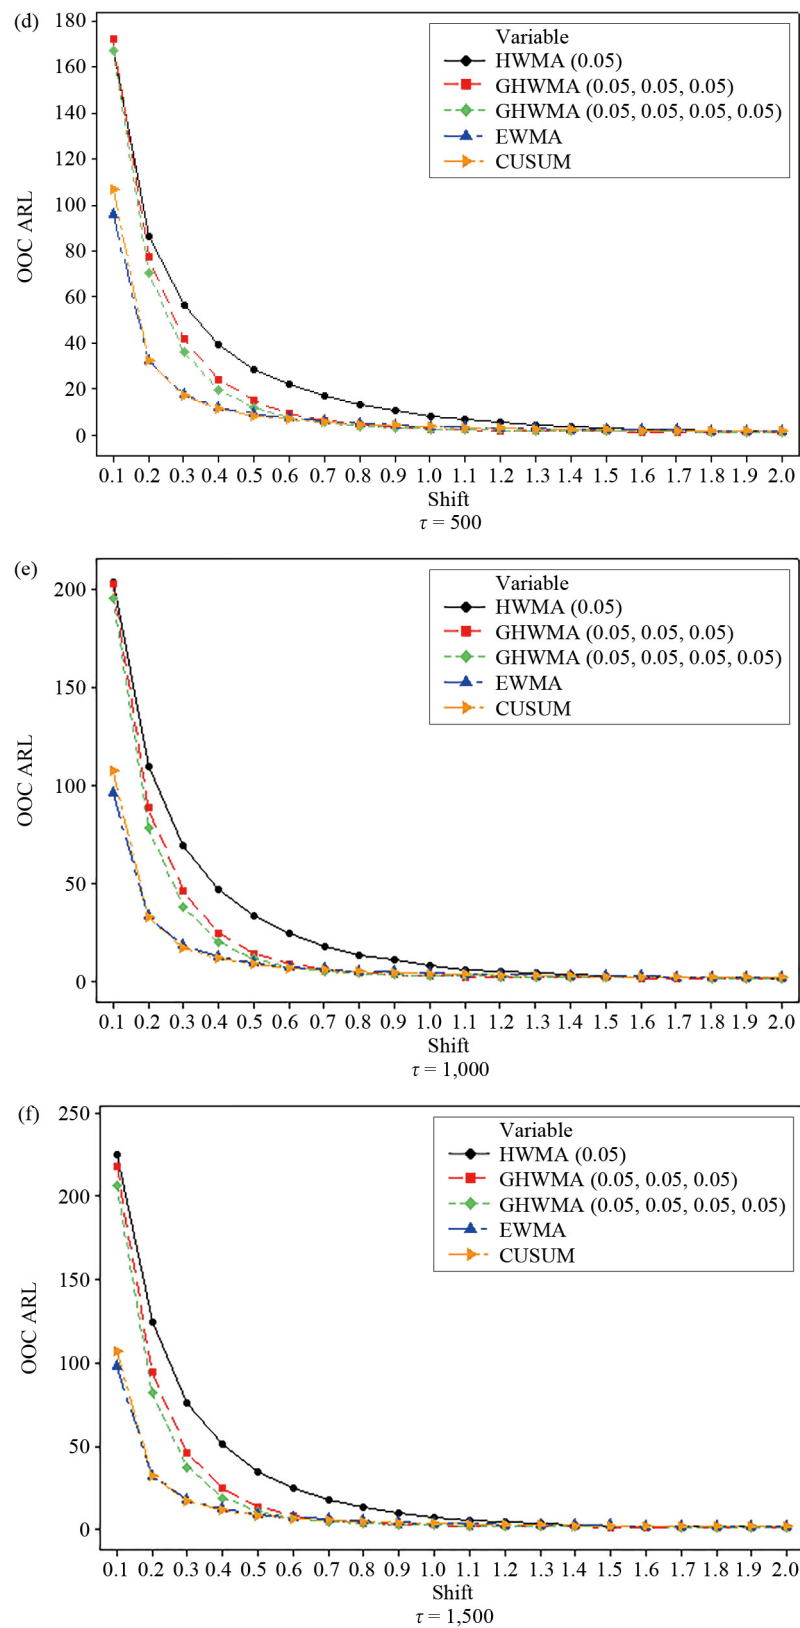 (d)
180
160
140
120
100
80
60
40
20
0
OOC ARL
Variable
HWMA (0.05)
GHWMA (0.05, 0.05, 0.05)
GHWMA (0.05, 0.05, 0.05, 0.05)
EWMA
CUSUM
0.1 0.2 0.3 0.4 0.5 0.6 0.7 0.8 0.9 1.0 1.1 1.2 1.3 1.4 1.5 1.6 1.7 1.8 1.9 2.0
Shift
τ = 500
(e)
200
150
100
50
0
OOC ARL
Variable
HWMA (0.05)
GHWMA (0.05, 0.05, 0.05)
GHWMA (0.05, 0.05, 0.05, 0.05)
EWMA
CUSUM
0.1 0.2 0.3 0.4 0.5 0.6 0.7 0.8 0.9 1.0 1.1 1.2 1.3 1.4 1.5 1.6 1.7 1.8 1.9 2.0
Shift
τ = 1,000
(f)
250
200
150
100
50
0
OOC ARL
Variable
HWMA (0.05)
GHWMA (0.05, 0.05, 0.05)
GHWMA (0.05, 0.05, 0.05, 0.05)
EWMA
CUSUM
0.1 0.2 0.3 0.4 0.5 0.6 0.7 0.8 0.9 1.0 1.1 1.2 1.3 1.4 1.5 1.6 1.7 1.8 1.9 2.0
Shift
τ = 1,500